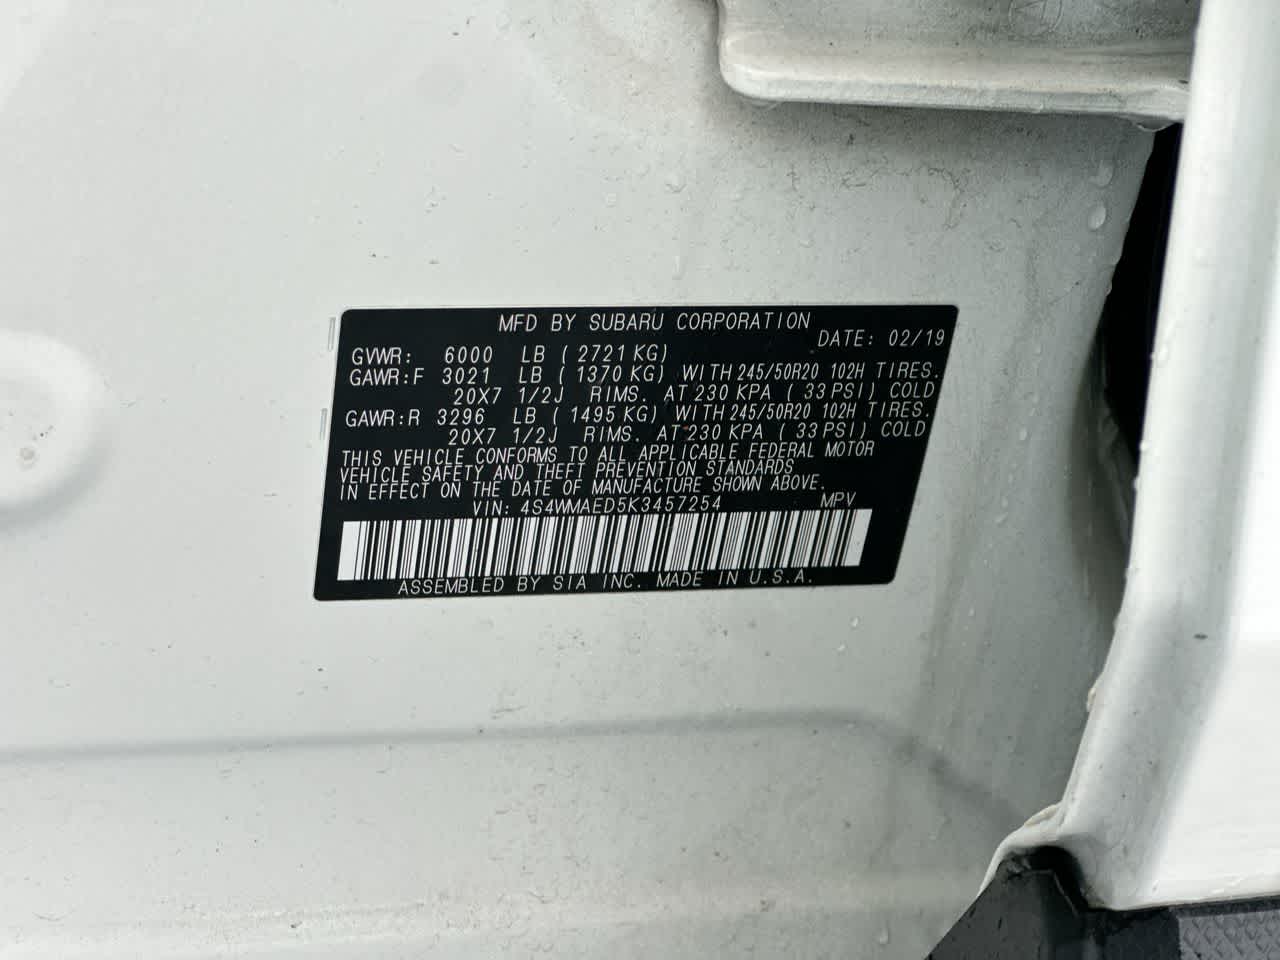 MFD BY SUBARU CORPORATION
DATE: 02/19
GVWR: 6000 LB ( 2721 KG)
GAWR:F 3021 LB ( 1370 KG) WITH 245/50R20 102H TIRES.
20X7 1/2J RIMS. AT 230 KPA ( 33 PSI) COLD
GAWR:R 3296 LB ( 1495 KG) WITH 245/50R20 102H TIRES.
20X7 1/2J RIMS. AT 230 KPA ( 33 PSI) COLD
THIS VEHICLE CONFORMS TO ALL APPLICABLE FEDERAL MOTOR
VEHICLE SAFETY AND THEFT PREVENTION STANDARDS
IN EFFECT ON THE DATE OF MANUFACTURE SHOWN ABOVE.
VIN: 4S4WMAED5K3457254 MPV
ASSEMBLED BY SIA INC. MADE IN U.S.A.